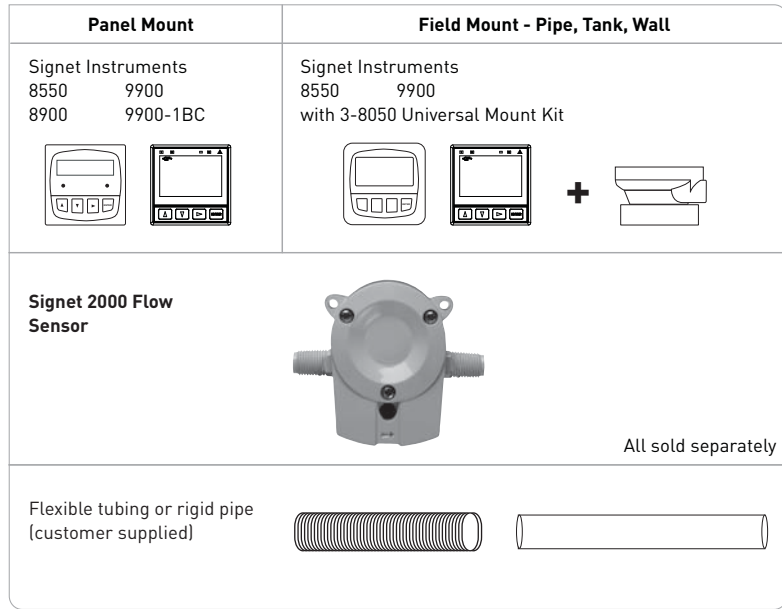 Panel Mount
Field Mount - Pipe, Tank, Wall
Signet Instruments
8550 9900
8900 9900-1BC
Signet Instruments
8550 9900
with 3-8050 Universal Mount Kit
+
Signet 2000 Flow
Sensor
All sold separately
Flexible tubing or rigid pipe
(customer supplied)